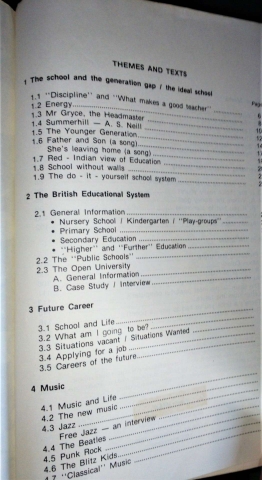 THEMES AND TEXTS
1 The school and the generation gap / the ideal school
1.1 "Discipline" and "What makes a good teacher"
1.2 Energy
1.3 Mr Gryce, the Headmaster
1.4 Summerhill — A. S. Neill
1.5 The Younger Generation
1.6 Father and Son (a song)
She's leaving home (a song)
1.7 Red - Indian view of Education
1.8 School without walls
1.9 The do - it - yourself school system
2 The British Educational System
2.1 General Information
• Nursery School / Kindergarten / "Play-groups"
• Primary School
• Secondary Education
• "Higher" and "Further" Education
2.2 The "Public Schools"
2.3 The Open University
A. General Information
B. Case Study / Interview
3 Future Career
3.1 School and Life
3.2 What am I going to be?
3.3 Situations vacant / Situations Wanted
3.4 Applying for a job
3.5 Careers of the future
4 Music
4.1 Music and Life
4.2 The new music
4.3 Jazz
Free Jazz — an interview
4.4 The Beatles
4.5 Punk Rock
4.6 The Blitz Kids
4.7 "Classical" Music